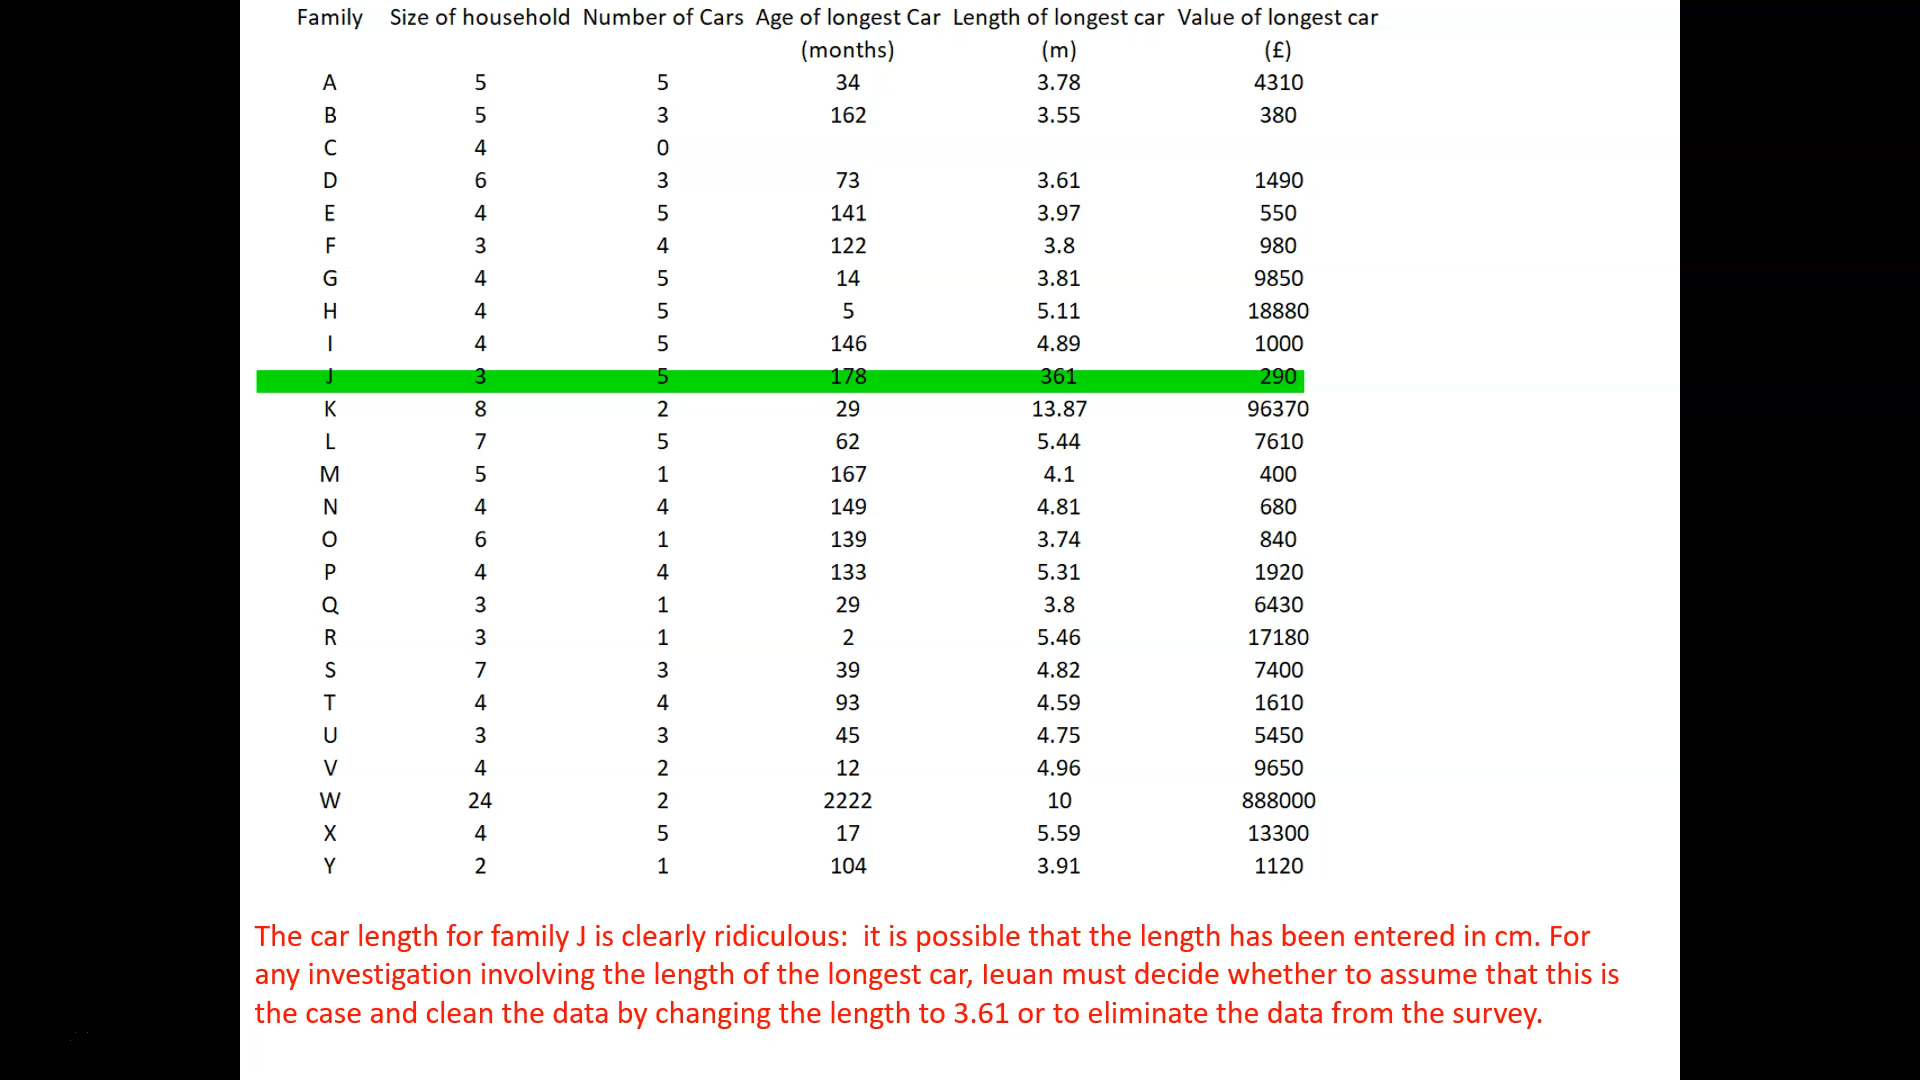 Family Size of household Number of Cars Age of longest Car Length of longest car Value of longest car
(months) (m) (£)
A 5 5 34 3.78 4310
B 5 3 162 3.55 380
C 4 0
D 6 3 73 3.61 1490
E 4 5 141 3.97 550
F 3 4 122 3.8 980
G 4 5 14 3.81 9850
H 4 5 5 5.11 18880
I 4 5 146 4.89 1000
J 3 5 178 361 290
K 8 2 29 13.87 96370
L 7 5 62 5.44 7610
M 5 1 167 4.1 400
N 4 4 149 4.81 680
O 6 1 139 3.74 840
P 4 4 133 5.31 1920
Q 3 1 29 3.8 6430
R 3 1 2 5.46 17180
S 7 3 39 4.82 7400
T 4 4 93 4.59 1610
U 3 3 45 4.75 5450
V 4 2 12 4.96 9650
W 24 2 2222 10 888000
X 4 5 17 5.59 13300
Y 2 1 104 3.91 1120
The car length for family J is clearly ridiculous: it is possible that the length has been entered in cm. For
any investigation involving the length of the longest car, Ieuan must decide whether to assume that this is
the case and clean the data by changing the length to 3.61 or to eliminate the data from the survey.